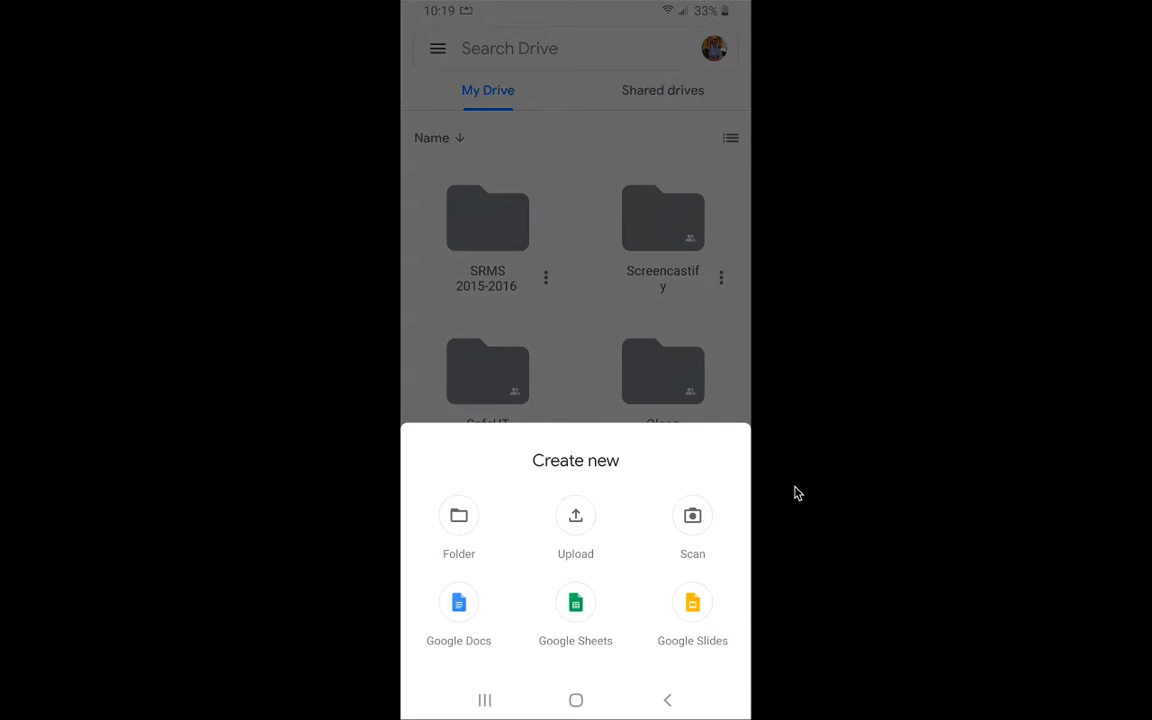 10:19 33%
Search Drive
My Drive Shared drives
Name
SRMS
2015-2016
Screencastif
y
SafeUT
Create new
Folder Upload Scan
Google Docs Google Sheets Google Slides